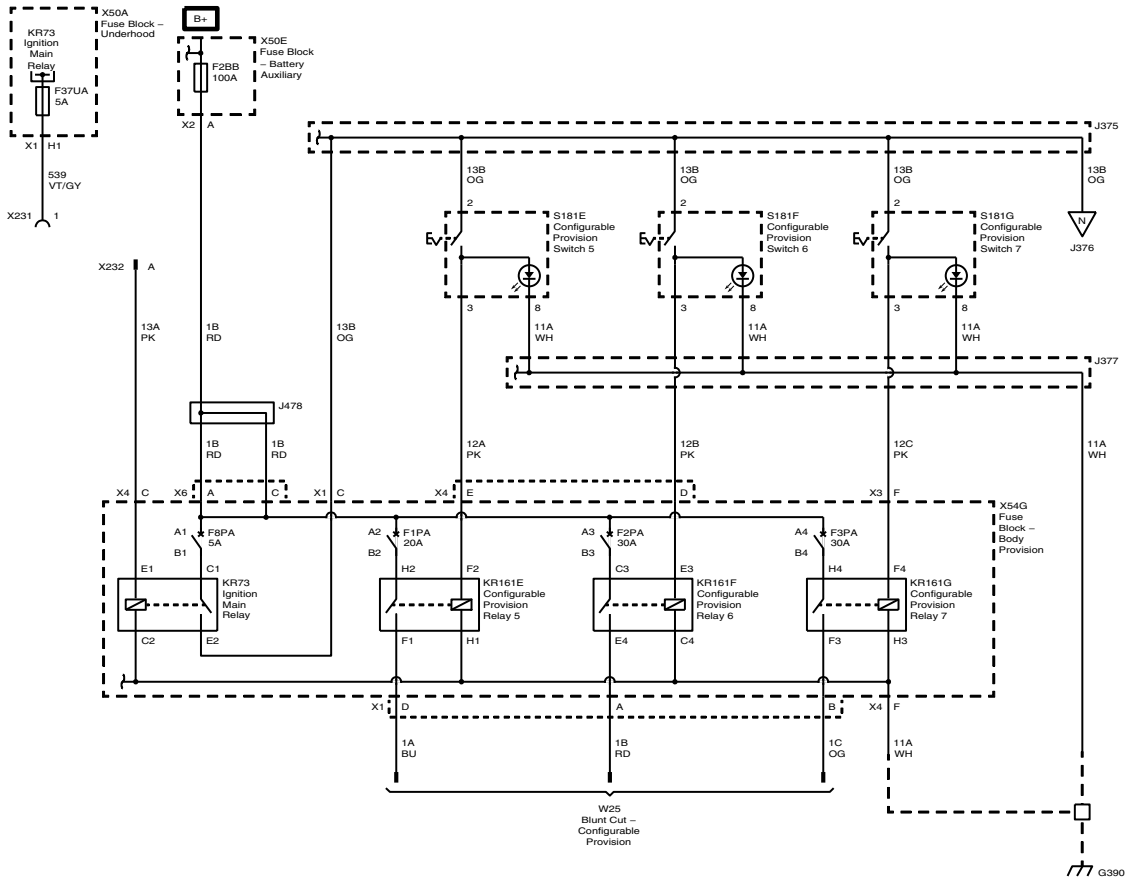 X50A
Fuse Block –
Underhood
KR73
Ignition
Main
Relay
F37UA
5A
X1 H1
539
VT/GY
X231 1
B+
X50E
Fuse Block
– Battery
Auxiliary
F2BB
100A
X2 A
J375
13B
OG
13B
OG
13B
OG
13B
OG
2
2
2
N
J376
S181E
Configurable
Provision
Switch 5
S181F
Configurable
Provision
Switch 6
S181G
Configurable
Provision
Switch 7
X232 A
3 8
3 8
3 8
13A
PK
1B
RD
13B
OG
11A
WH
11A
WH
11A
WH
J377
J478
1B
RD
1B
RD
12A
PK
12B
PK
12C
PK
11A
WH
X4 C
X6 A C
X1 C
X4 E D
X3 F
X54G
Fuse
Block –
Body
Provision
A1 F8PA
5A
B1
A2 F1PA
20A
B2
A3 F2PA
30A
B3
A4 F3PA
30A
B4
E1 C1
H2 F2
C3 E3
H4 F4
KR73
Ignition
Main
Relay
KR161E
Configurable
Provision
Relay 5
KR161F
Configurable
Provision
Relay 6
KR161G
Configurable
Provision
Relay 7
C2 E2
F1 H1
E4 C4
F3 H3
X1 D A B
X4 F
1A
BU
1B
RD
1C
OG
11A
WH
W25
Blunt Cut –
Configurable
Provision
G390